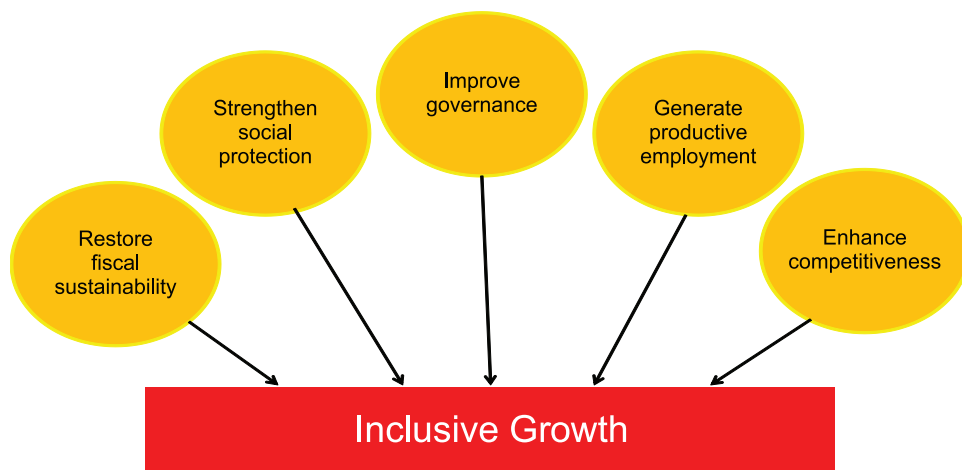 Restore
fiscal
sustainability
Strengthen
social
protection
Improve
governance
Generate
productive
employment
Enhance
competitiveness
Inclusive Growth